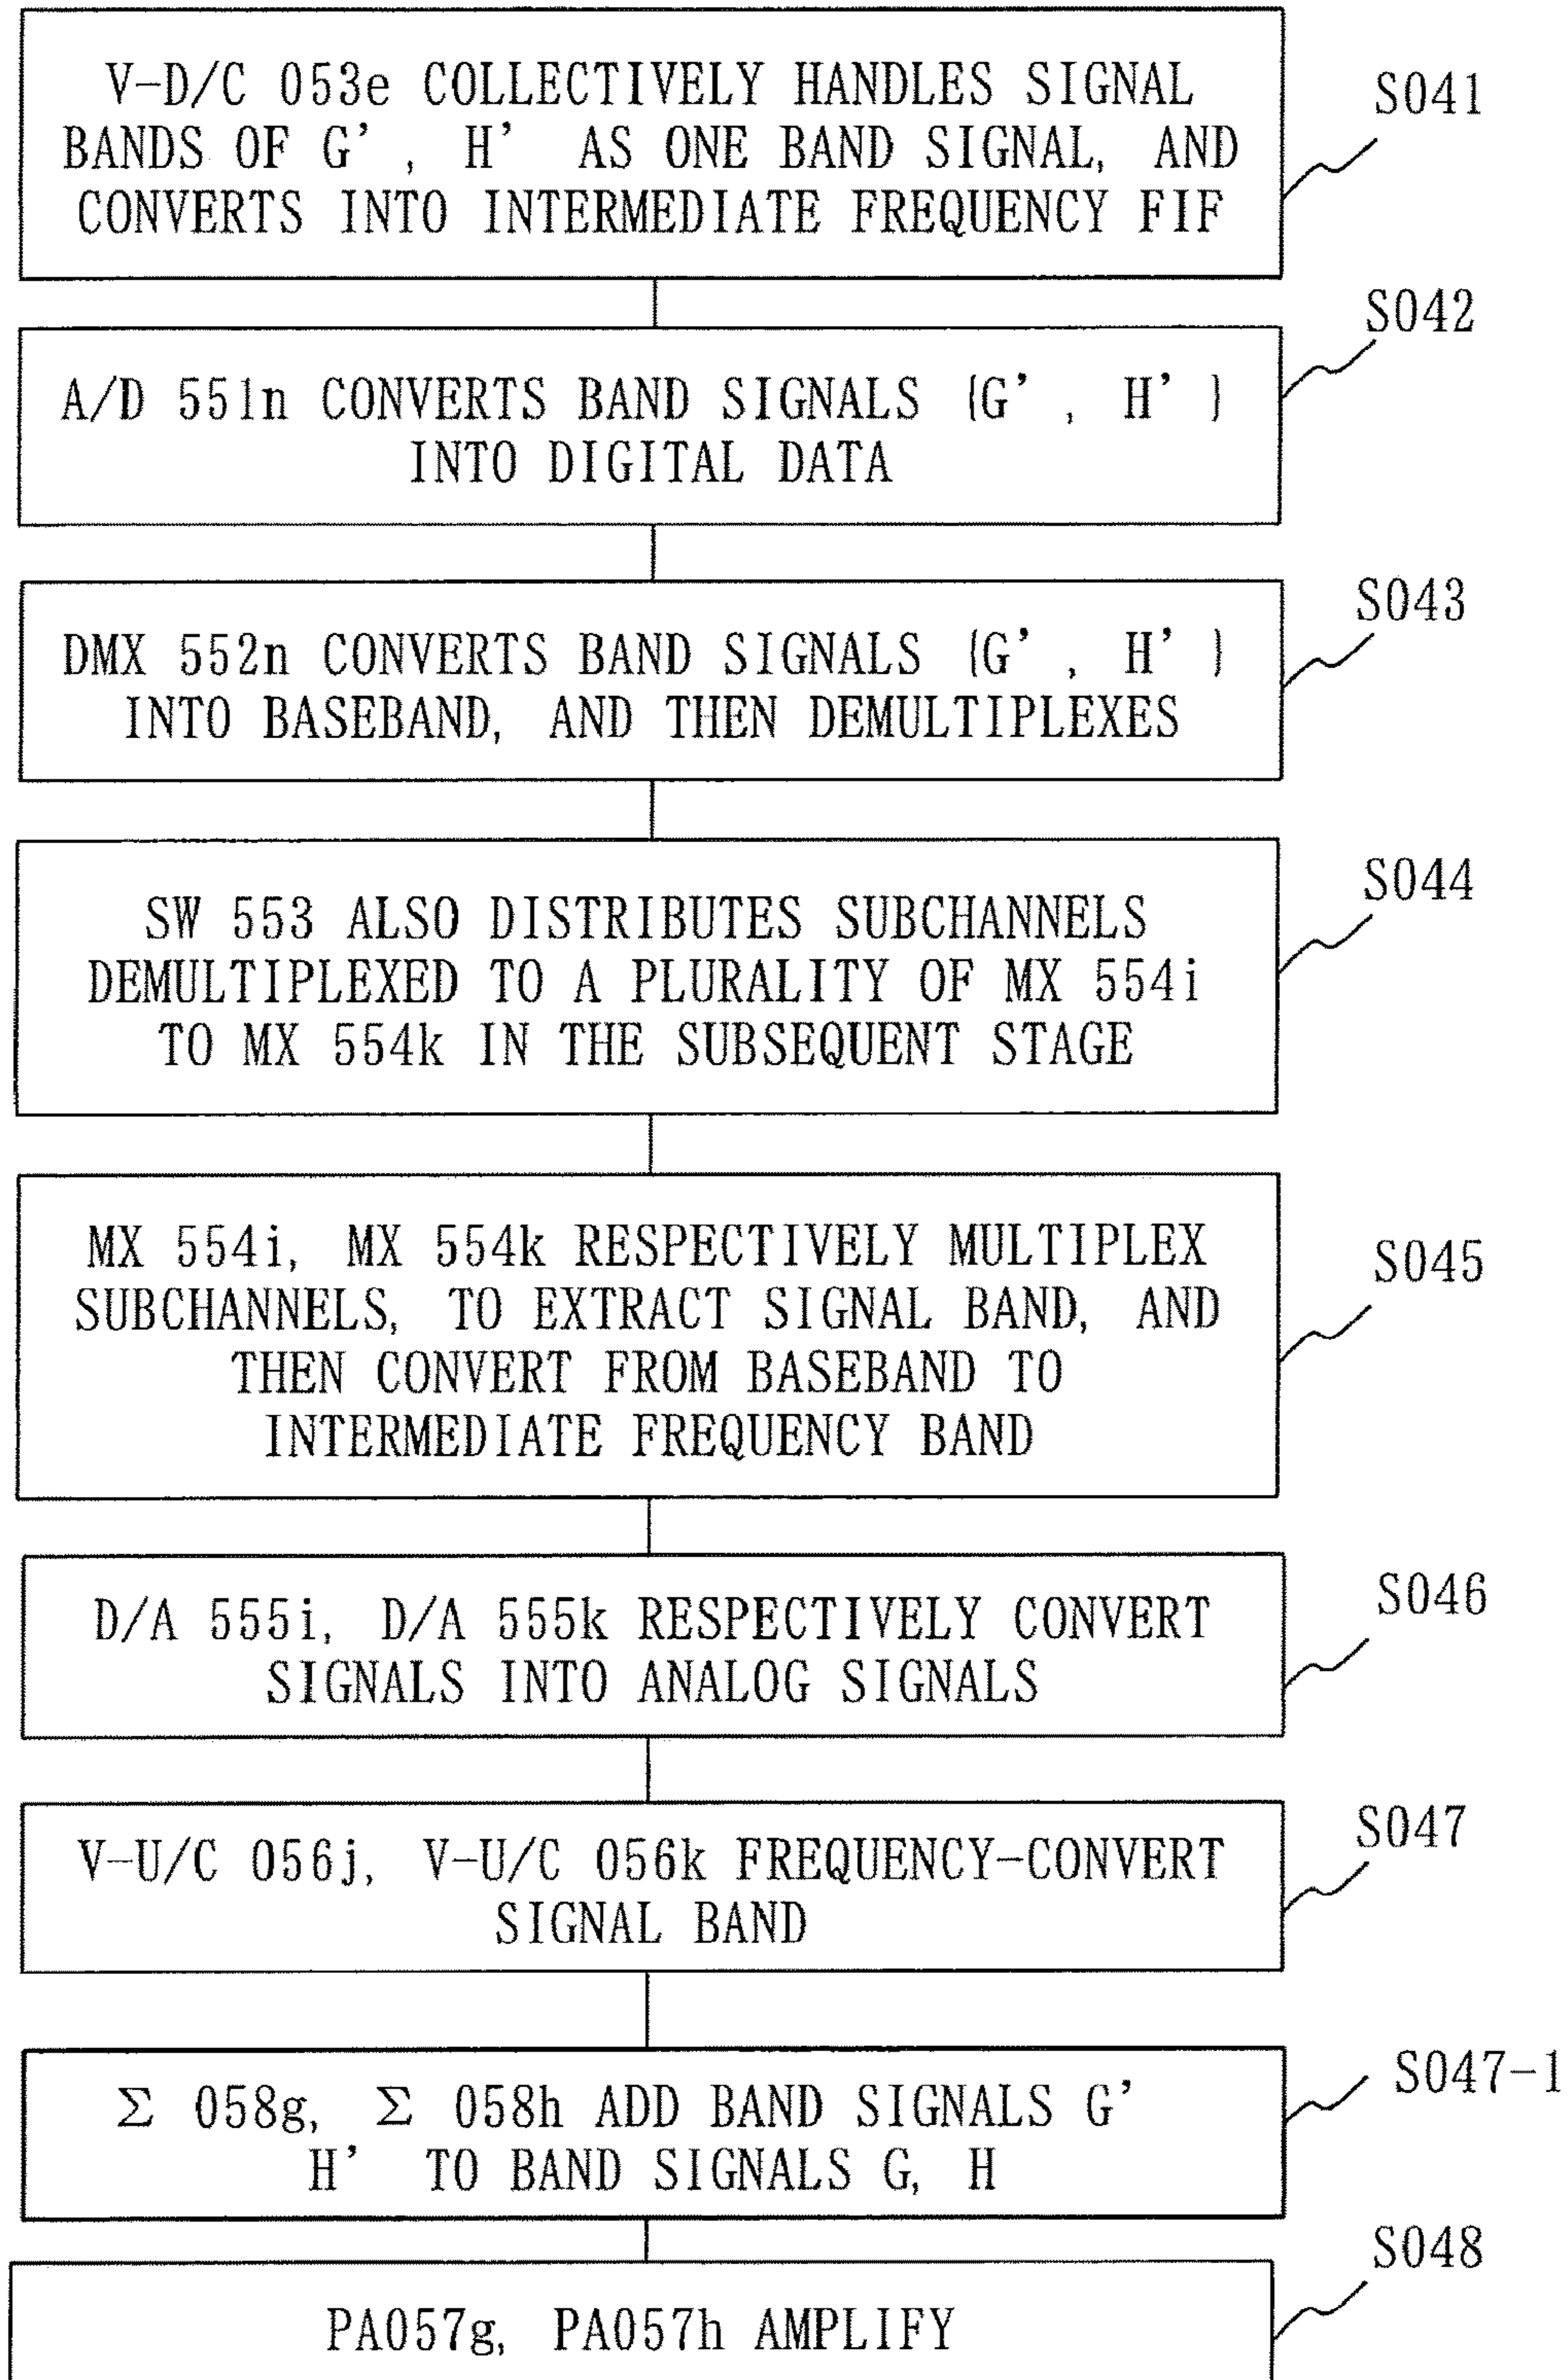 V-D/C 053e COLLECTIVELY HANDLES SIGNAL
BANDS OF G', H' AS ONE BAND SIGNAL, AND
CONVERTS INTO INTERMEDIATE FREQUENCY FIF
S041
A/D 551n CONVERTS BAND SIGNALS {G', H'}
INTO DIGITAL DATA
S042
DMX 552n CONVERTS BAND SIGNALS {G', H'}
INTO BASEBAND, AND THEN DEMULTIPLEXES
S043
SW 553 ALSO DISTRIBUTES SUBCHANNELS
DEMULTIPLEXED TO A PLURALITY OF MX 554i
TO MX 554k IN THE SUBSEQUENT STAGE
S044
MX 554i, MX 554k RESPECTIVELY MULTIPLEX
SUBCHANNELS, TO EXTRACT SIGNAL BAND, AND
THEN CONVERT FROM BASEBAND TO
INTERMEDIATE FREQUENCY BAND
S045
D/A 555i, D/A 555k RESPECTIVELY CONVERT
SIGNALS INTO ANALOG SIGNALS
S046
V-U/C 056j, V-U/C 056k FREQUENCY-CONVERT
SIGNAL BAND
S047
Σ 058g, Σ 058h ADD BAND SIGNALS G'
H' TO BAND SIGNALS G, H
S047-1
PA057g, PA057h AMPLIFY
S048